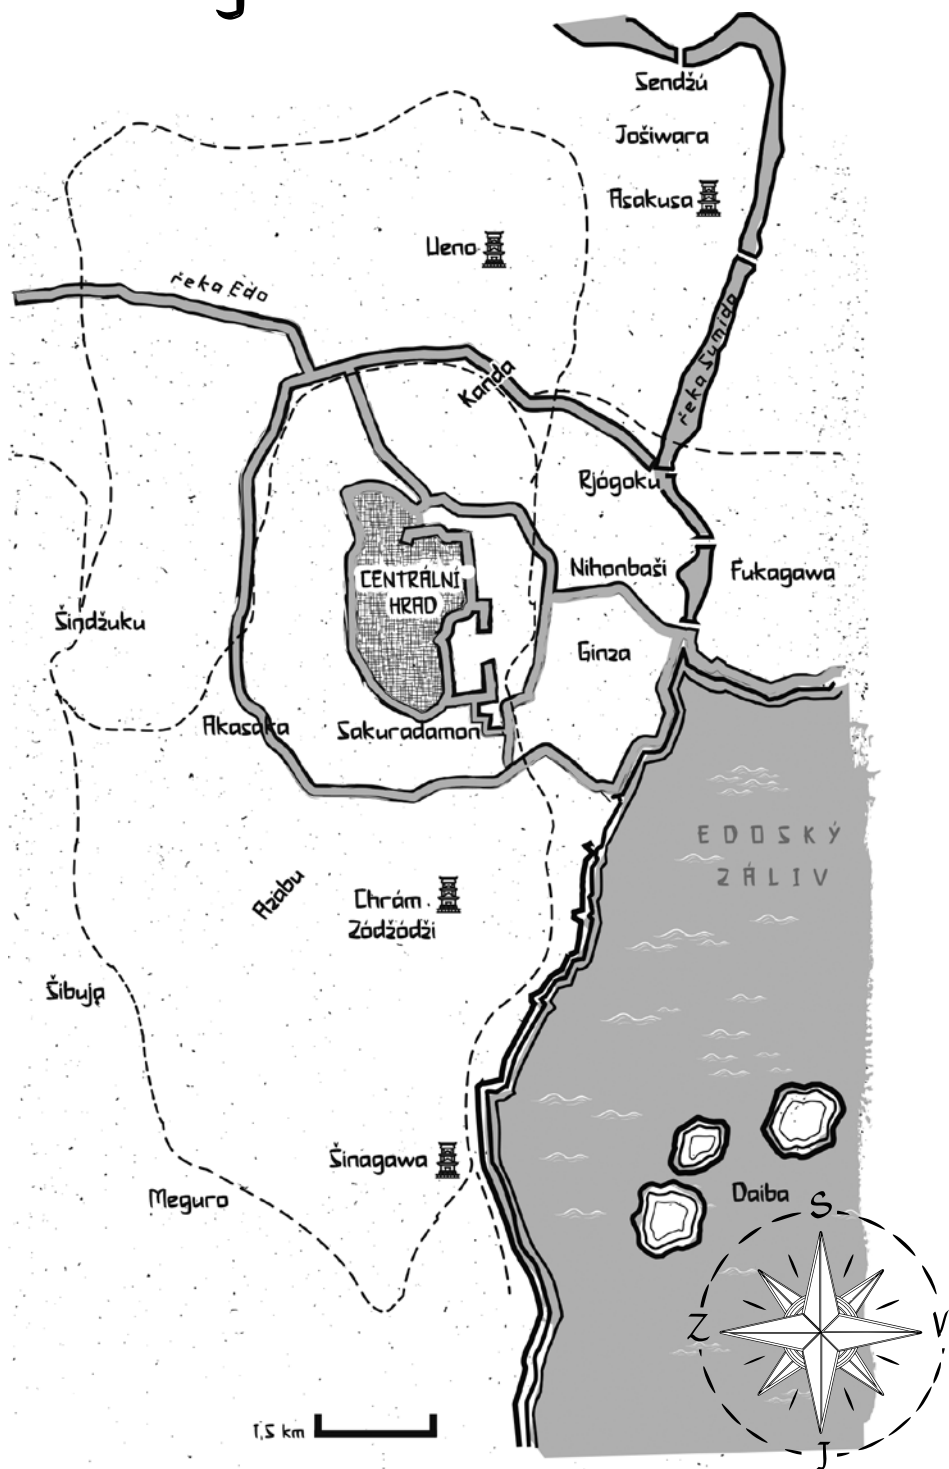 Sendžú
Jošiwara
Asakusa
Ueno
řeka Edo
řeka Sumida
Kanda
Rjógoku
Nihonbaši
Fukagawa
CENTRÁLNÍ
HRAD
Šindžuku
Ginza
Akasaka
Sakuradamon
EDOSKÝ
ZÁLIV
Azabu
Chrám
Zódžódži
Šibuja
Šinagawa
Meguro
Daiba
S
Z
V
J
1,5 km